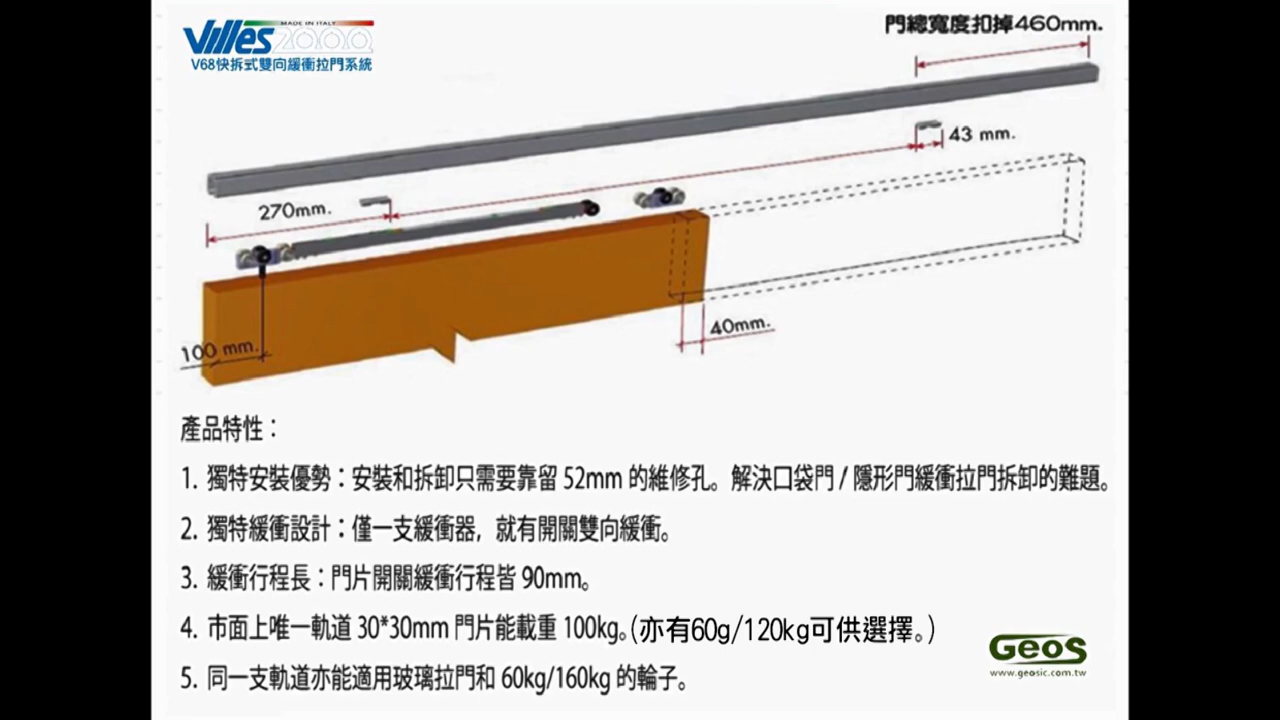 MADE IN ITALY
Villes 2000
V68快拆式雙向緩衝拉門系統
門總寬度扣掉460mm.
43 mm.
270mm.
40mm.
100 mm.
產品特性：
1. 獨特安裝優勢：安裝和拆卸只需要靠留 52mm 的維修孔。解決口袋門 / 隱形門緩衝拉門拆卸的難題。
2. 獨特緩衝設計：僅一支緩衝器，就有開關雙向緩衝。
3. 緩衝行程長：門片開關緩衝行程皆 90mm。
4. 市面上唯一軌道 30*30mm 門片能載重 100kg。(亦有60g/120kg可供選擇。)
5. 同一支軌道亦能適用玻璃拉門和 60kg/160kg 的輪子。
GeoS
www.geosic.com.tw